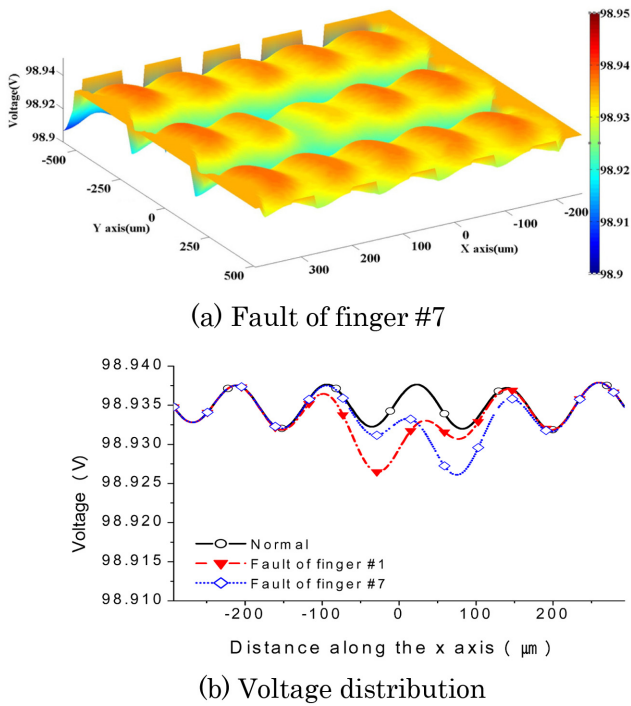 98.95
98.94
98.93
98.92
98.91
98.9
Voltage(V)
98.94
98.92
98.9
-500
-250
0
250
500
Y axis(um)
300
200
100
0
-100
-200
X axis(um)
(a) Fault of finger #7
98.940
98.935
98.930
98.925
98.920
98.915
98.910
Voltage (V)
Normal
Fault of finger #1
Fault of finger #7
-200 -100 0 100 200
Distance along the x axis ( μm )
(b) Voltage distribution